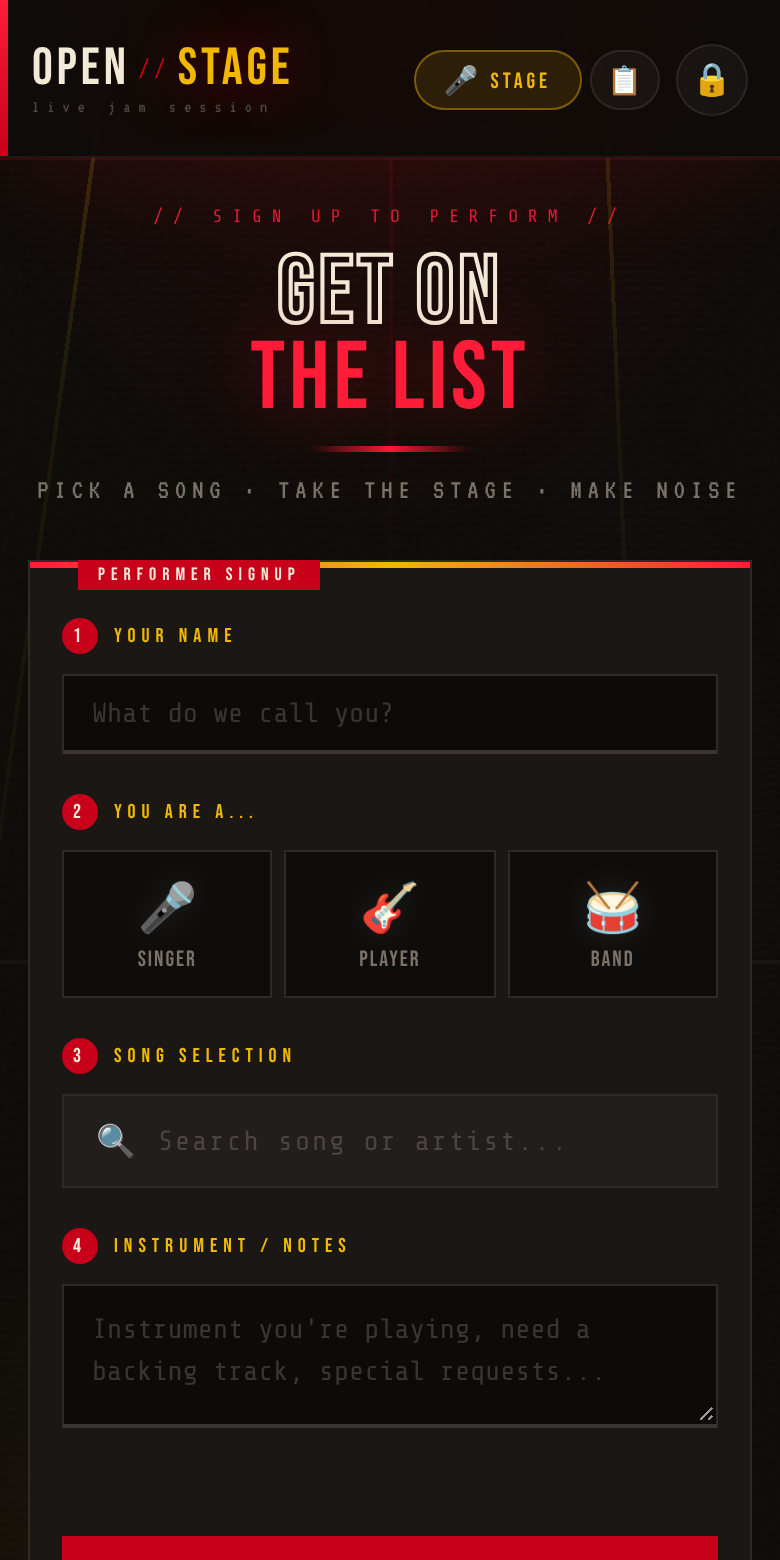 OPEN // STAGE
live jam session
STAGE
// SIGN UP TO PERFORM //
GET ON
THE LIST
PICK A SONG · TAKE THE STAGE · MAKE NOISE
PERFORMER SIGNUP
1 YOUR NAME
What do we call you?
2 YOU ARE A...
SINGER PLAYER BAND
3 SONG SELECTION
Search song or artist...
4 INSTRUMENT / NOTES
Instrument you're playing, need a
backing track, special requests...